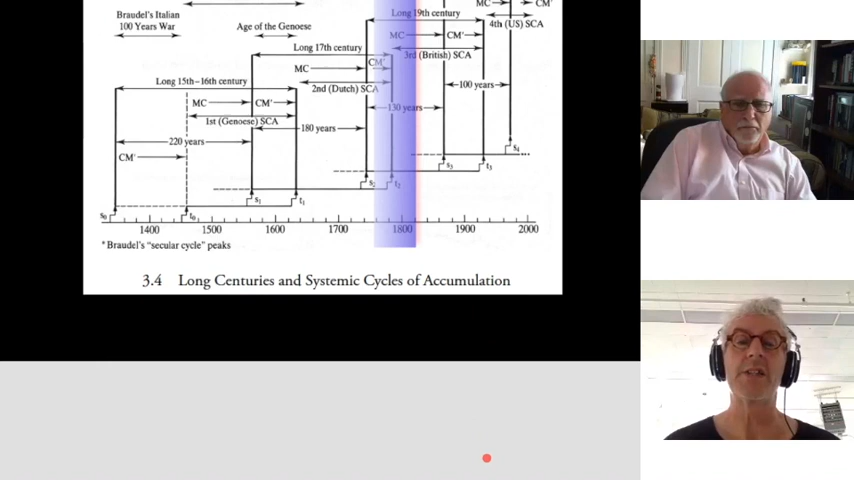 MC CM'
Braudel's Italian
100 Years War
Age of the Genoese
Long 19th century
4th (US) SCA
MC CM'
Long 17th century
3rd (British) SCA
MC CM'
Long 15th–16th century
2nd (Dutch) SCA
100 years
MC CM'
130 years
1st (Genoese) SCA
180 years
220 years
CM'
s4
s3 t3
s2 t2
s1 t1
s0 t0
1400 1500 1600 1700 1800 1900 2000
* Braudel's "secular cycle" peaks
3.4 Long Centuries and Systemic Cycles of Accumulation